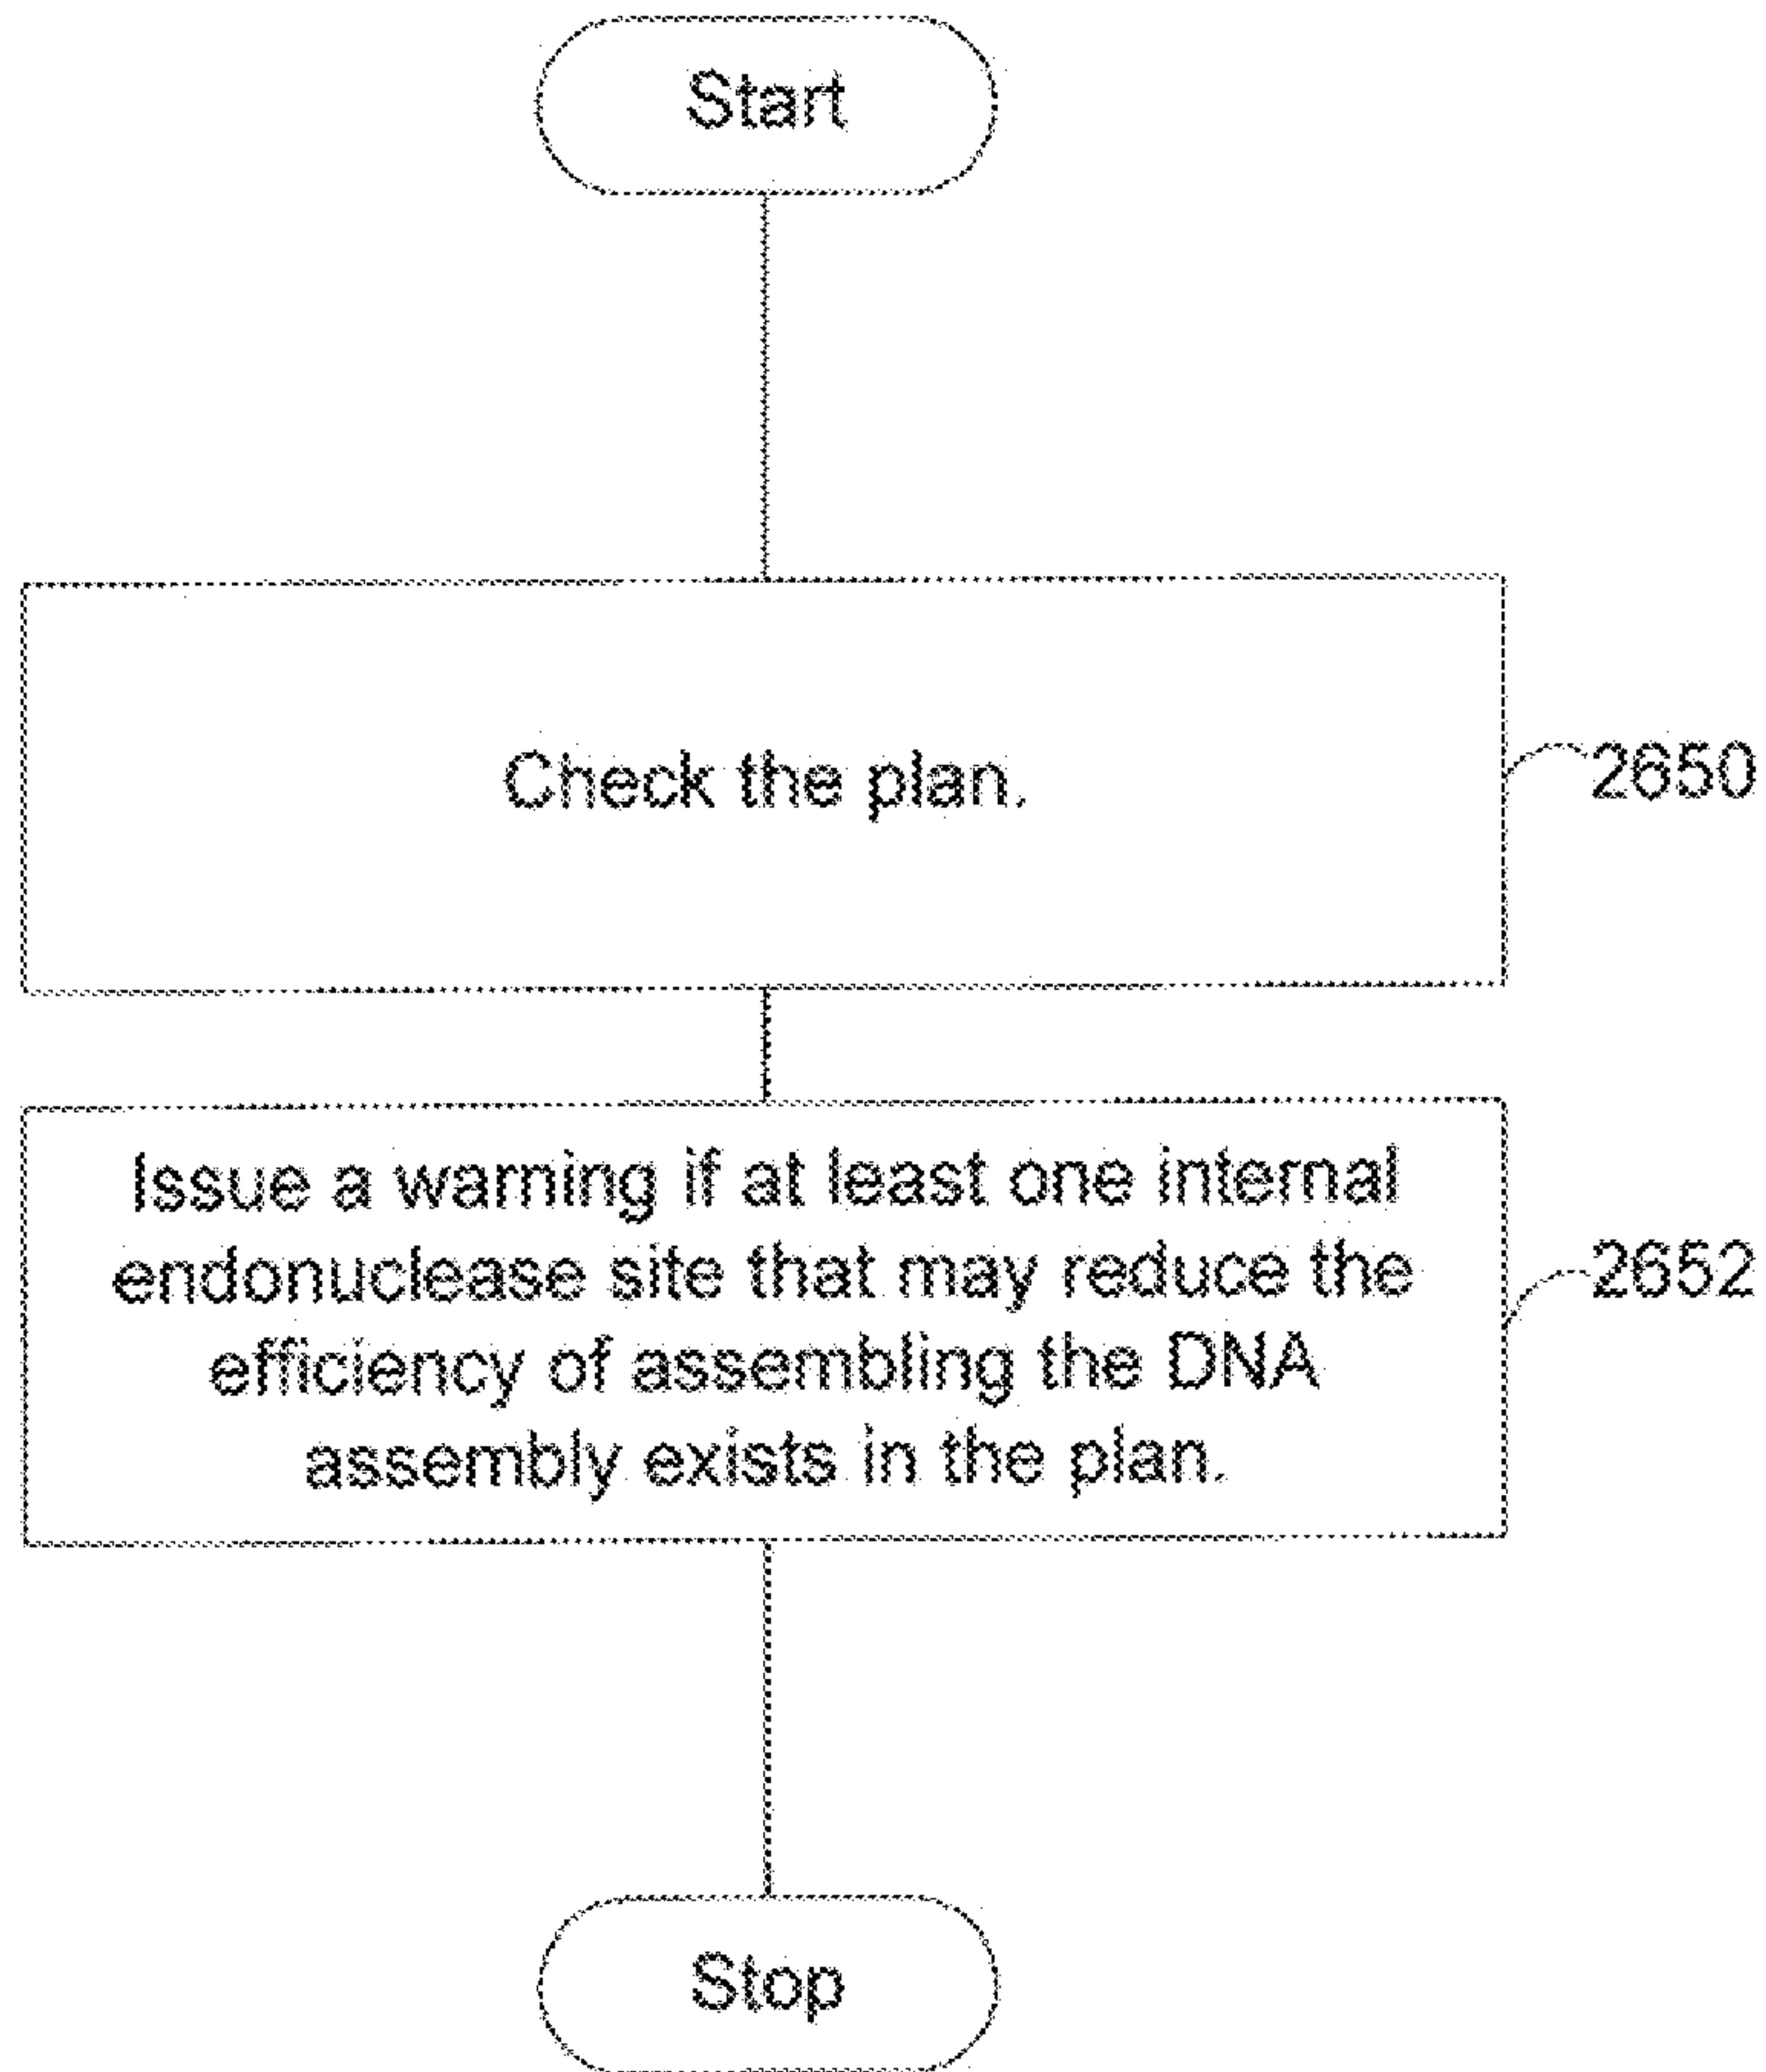 Start
Check the plan.
2650
Issue a warning if at least one internal
endonuclease site that may reduce the
efficiency of assembling the DNA
assembly exists in the plan.
2652
Stop